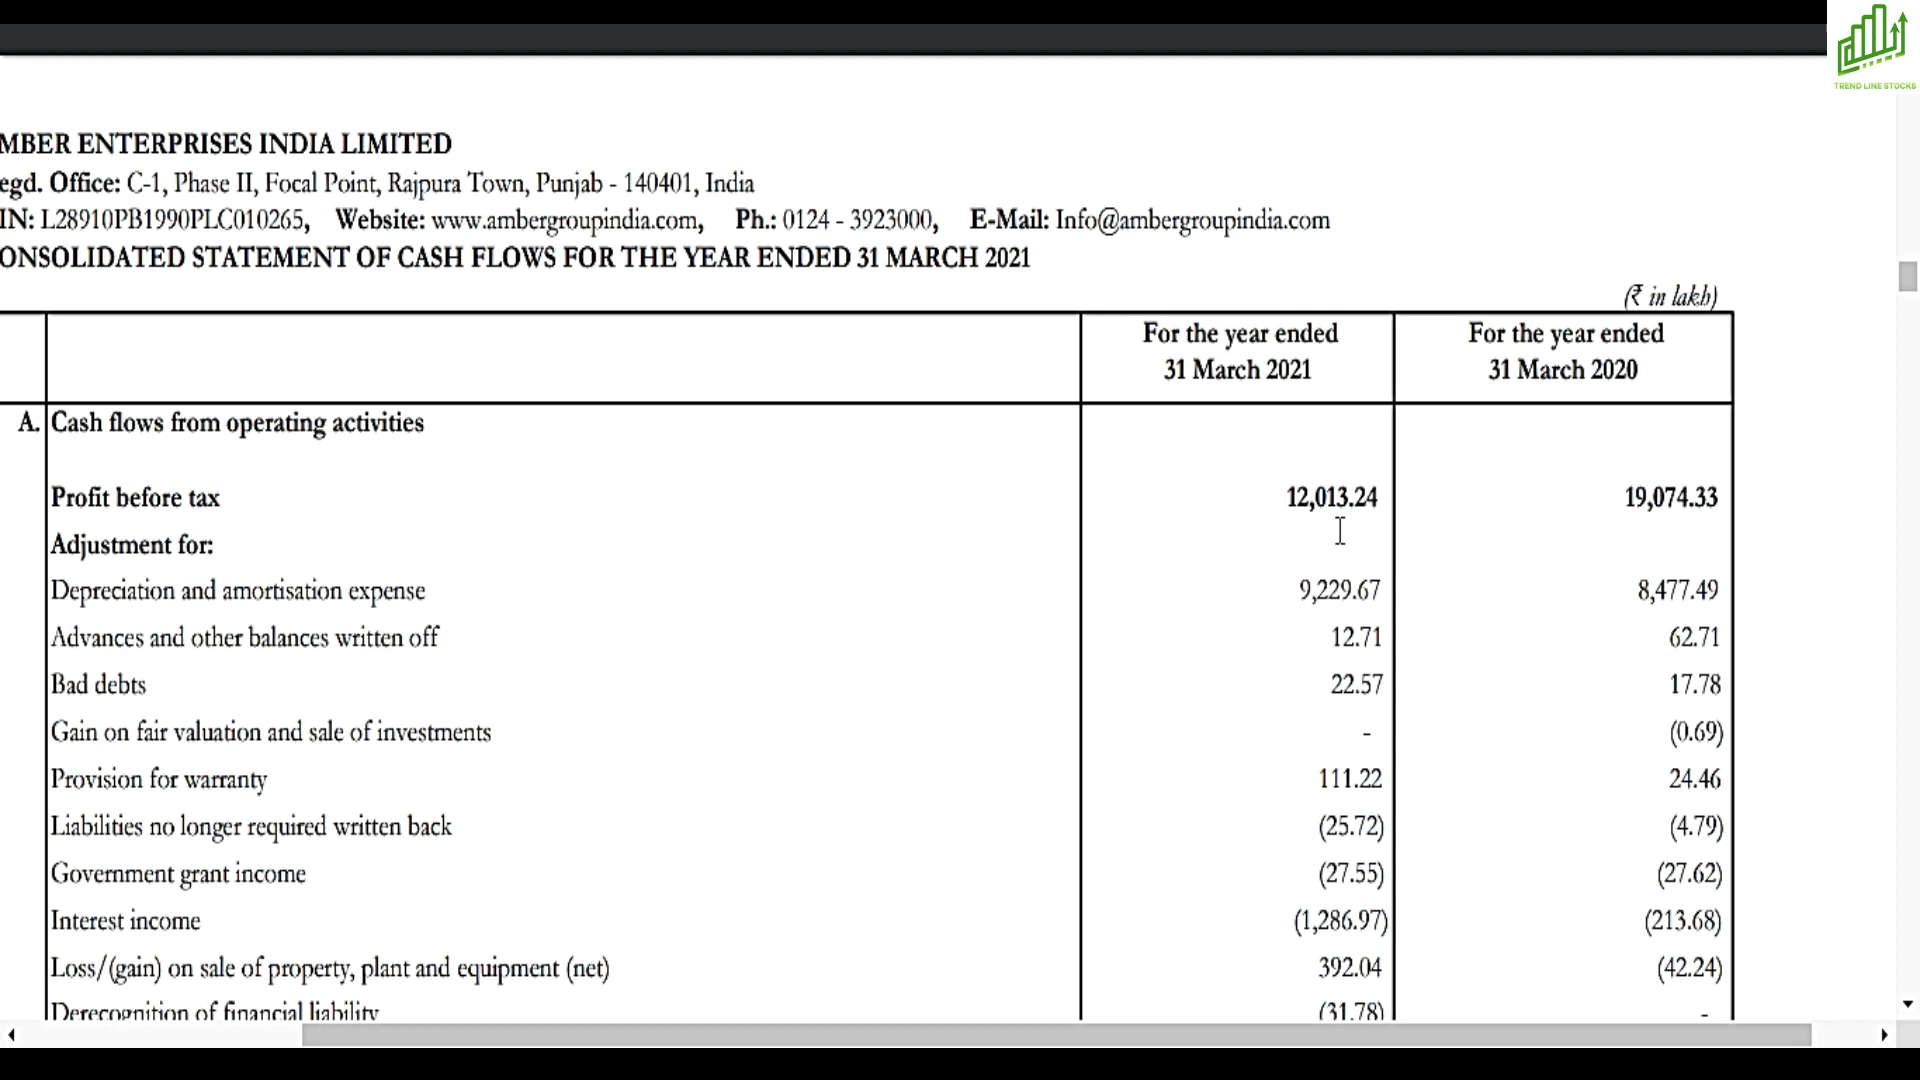 TREND LINE STOCKS
MBER ENTERPRISES INDIA LIMITED
egd. Office: C-1, Phase II, Focal Point, Rajpura Town, Punjab - 140401, India
IN: L28910PB1990PLC010265, Website: www.ambergroupindia.com, Ph.: 0124 - 3923000, E-Mail: Info@ambergroupindia.com
ONSOLIDATED STATEMENT OF CASH FLOWS FOR THE YEAR ENDED 31 MARCH 2021
(₹ in lakh)
For the year ended 31 March 2021 For the year ended 31 March 2020
A. Cash flows from operating activities
Profit before tax 12,013.24 19,074.33
Adjustment for:
Depreciation and amortisation expense 9,229.67 8,477.49
Advances and other balances written off 12.71 62.71
Bad debts 22.57 17.78
Gain on fair valuation and sale of investments - (0.69)
Provision for warranty 111.22 24.46
Liabilities no longer required written back (25.72) (4.79)
Government grant income (27.55) (27.62)
Interest income (1,286.97) (213.68)
Loss/(gain) on sale of property, plant and equipment (net) 392.04 (42.24)
Derecognition of financial liability (31.78) -